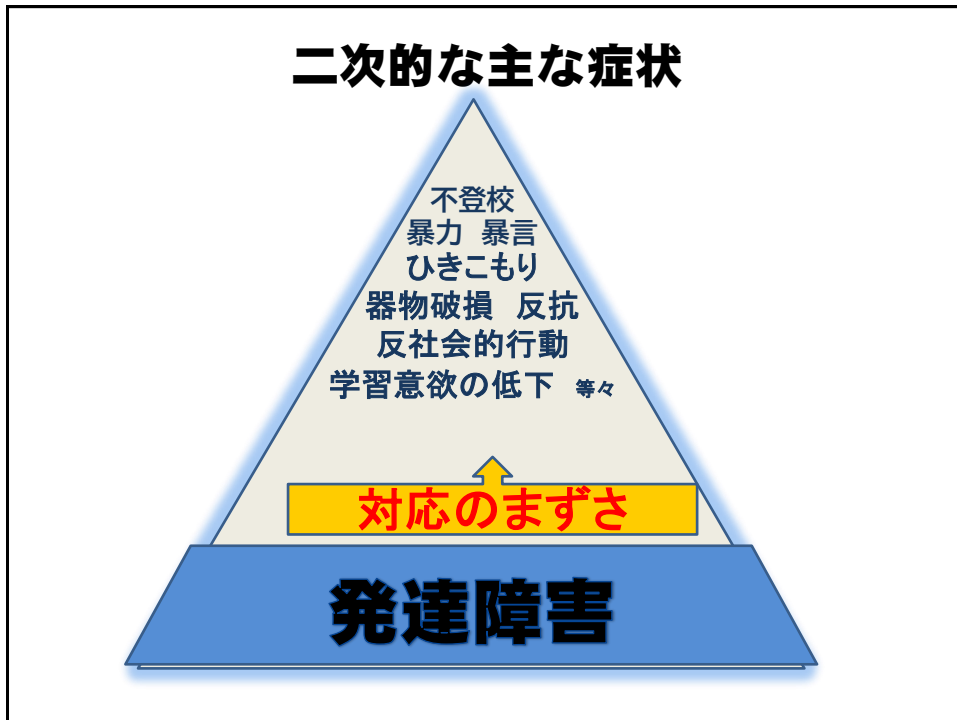 二次的な主な症状
不登校
暴力　暴言
ひきこもり
器物破損　反抗
反社会的行動
学習意欲の低下　等々
対応のまずさ
発達障害